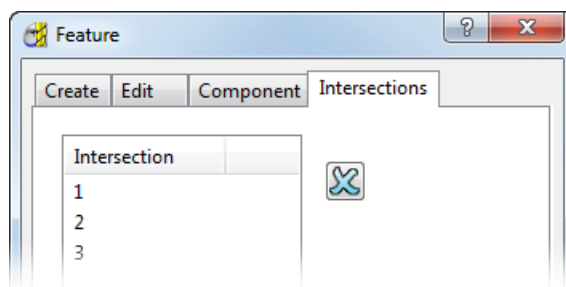 Feature
Create Edit Component Intersections
Intersection
1
2
3